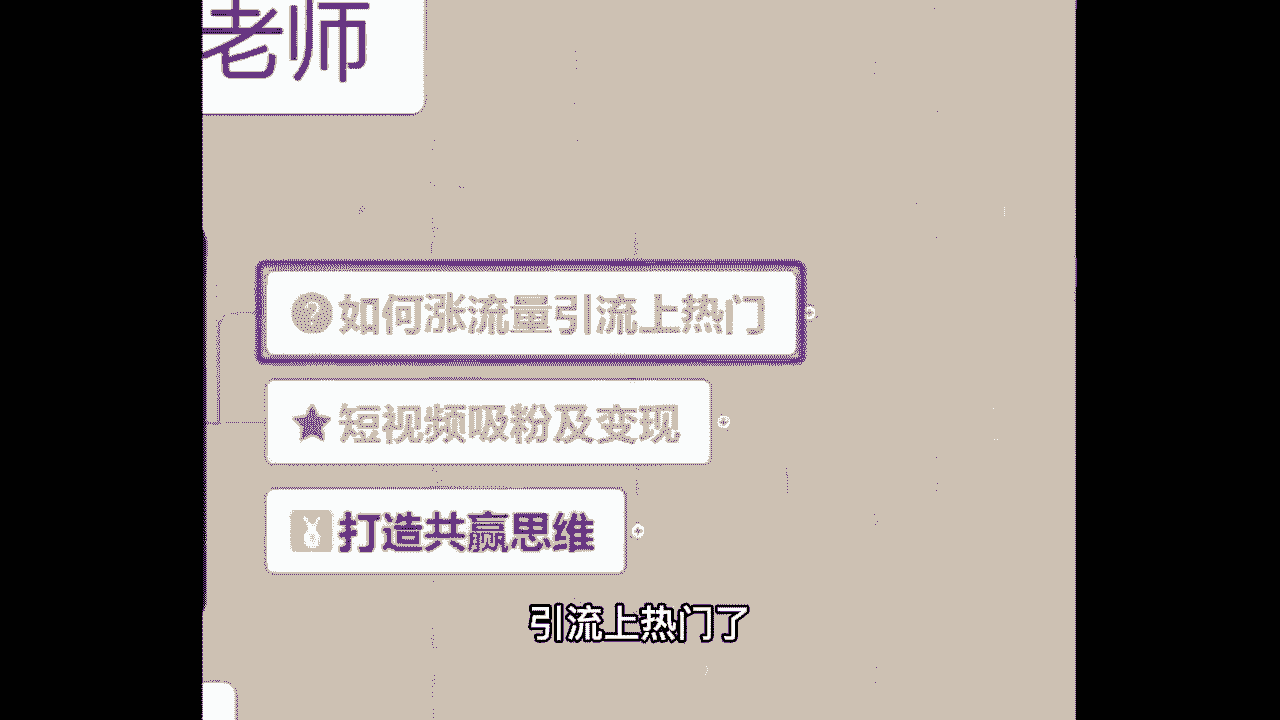 老师
如何涨流量引流上热门
短视频吸粉及变现
打造共赢思维
引流上热门了